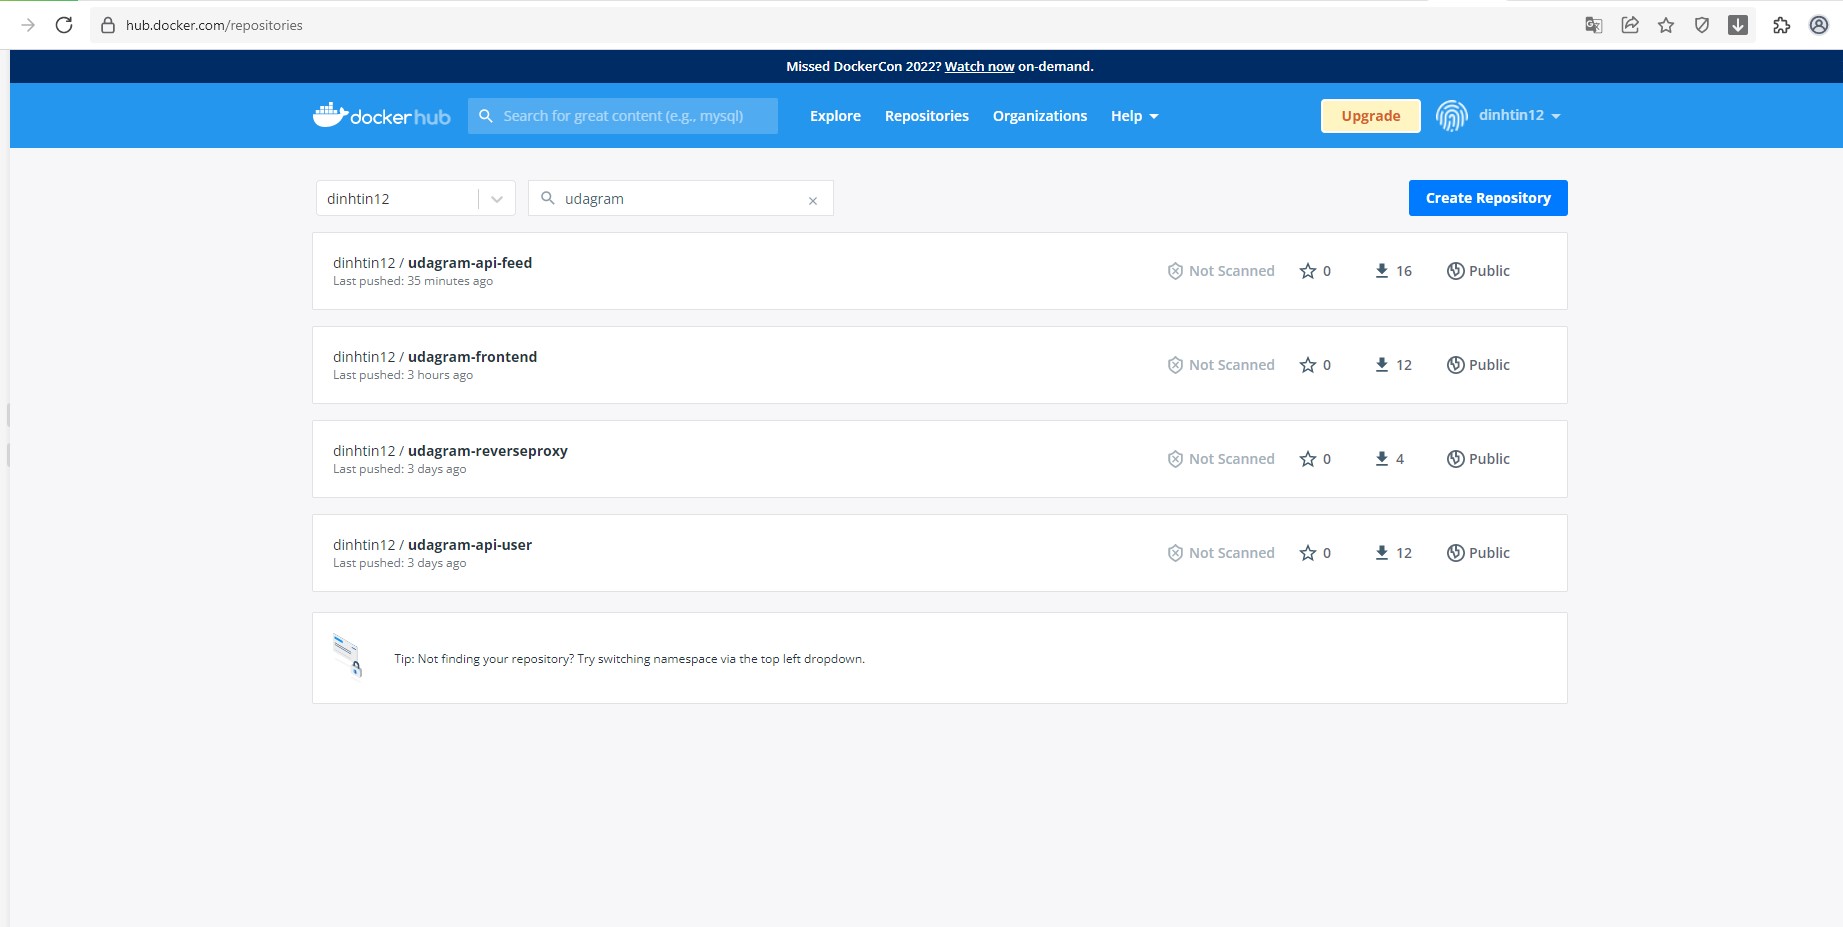 hub.docker.com/repositories
Missed DockerCon 2022? Watch now on-demand.
docker hub
Search for great content (e.g., mysql)
Explore
Repositories
Organizations
Help
Upgrade
dinhtin12
dinhtin12
udagram
Create Repository
dinhtin12 / udagram-api-feed
Last pushed: 35 minutes ago
Not Scanned
0
16
Public
dinhtin12 / udagram-frontend
Last pushed: 3 hours ago
Not Scanned
0
12
Public
dinhtin12 / udagram-reverseproxy
Last pushed: 3 days ago
Not Scanned
0
4
Public
dinhtin12 / udagram-api-user
Last pushed: 3 days ago
Not Scanned
0
12
Public
Tip: Not finding your repository? Try switching namespace via the top left dropdown.